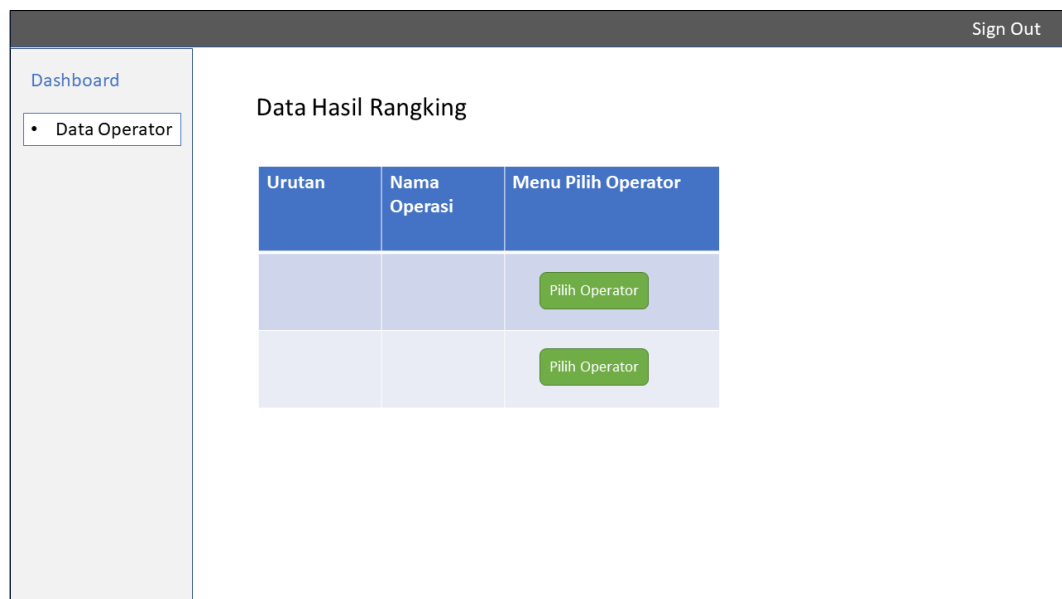 Sign Out
Dashboard
• Data Operator
Data Hasil Rangking
Urutan
Nama
Operasi
Menu Pilih Operator
Pilih Operator
Pilih Operator